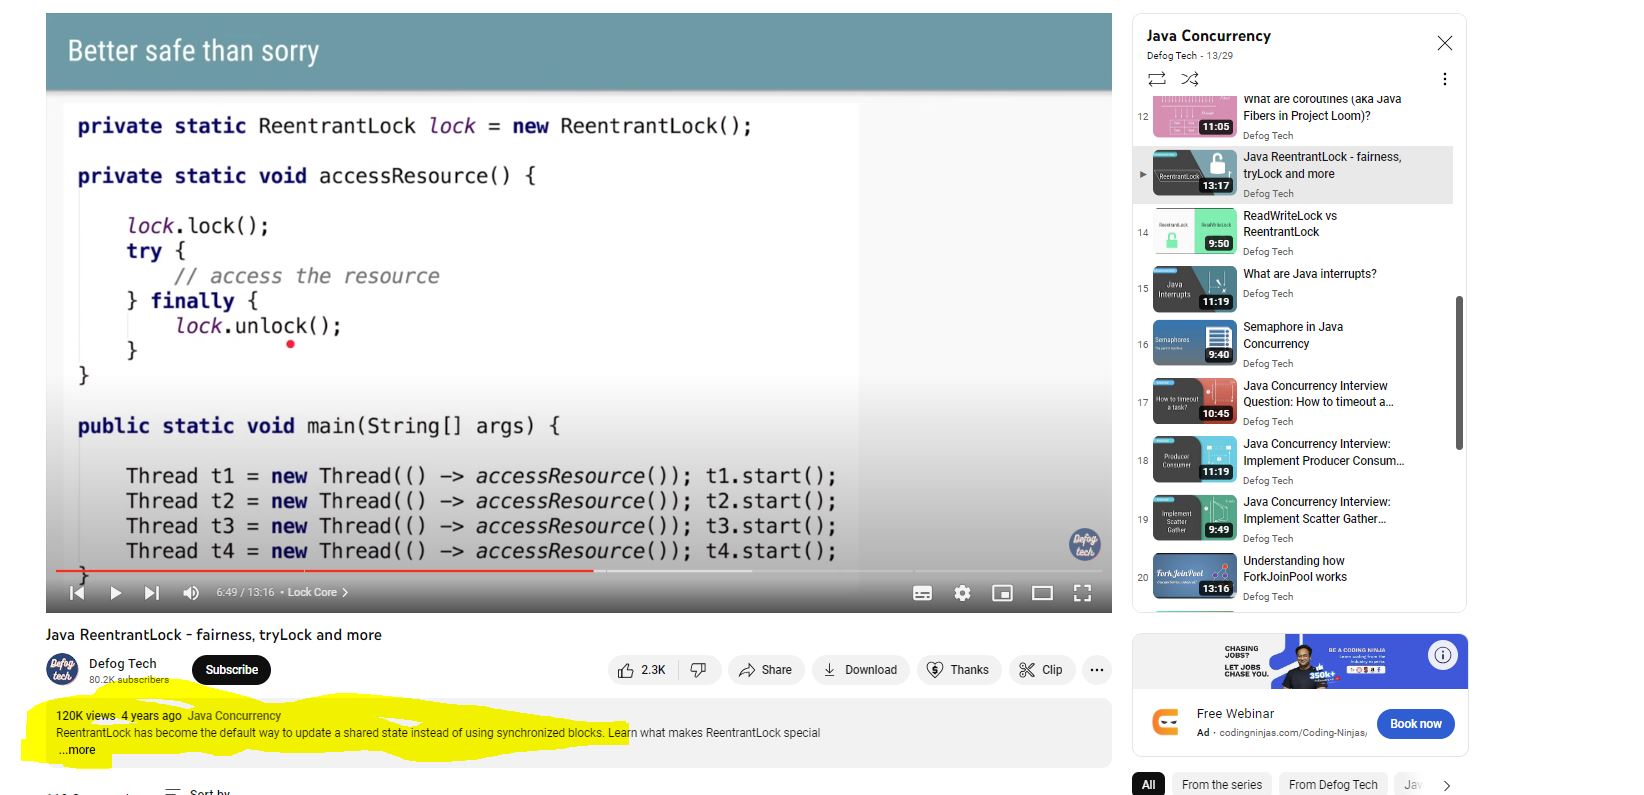 Better safe than sorry
private static ReentrantLock lock = new ReentrantLock();
private static void accessResource() {
lock.lock();
try {
// access the resource
} finally {
lock.unlock();
}
}
public static void main(String[] args) {
Thread t1 = new Thread(() -> accessResource()); t1.start();
Thread t2 = new Thread(() -> accessResource()); t2.start();
Thread t3 = new Thread(() -> accessResource()); t3.start();
Thread t4 = new Thread(() -> accessResource()); t4.start();
}
Defog
tech
6:49 / 13:16 • Lock Core >
Java ReentrantLock - fairness, tryLock and more
Defog
tech
Defog Tech
80.2K subscribers
Subscribe
2.3K
Share
Download
Thanks
Clip
120K views 4 years ago Java Concurrency
ReentrantLock has become the default way to update a shared state instead of using synchronized blocks. Learn what makes ReentrantLock special
...more
Sort by
Java Concurrency
Defog Tech - 13/29
12
11:05
What are coroutines (aka Java
Fibers in Project Loom)?
Defog Tech
ReentrantLock
13:17
Java ReentrantLock - fairness,
tryLock and more
Defog Tech
14
ReentrantLock
ReadWriteLock
9:50
ReadWriteLock vs
ReentrantLock
Defog Tech
15
Java
Interrupts
11:19
What are Java interrupts?
Defog Tech
16
Semaphores
9:40
Semaphore in Java
Concurrency
Defog Tech
17
How to timeout
a task?
10:45
Java Concurrency Interview
Question: How to timeout a...
Defog Tech
18
Producer
Consumer
11:19
Java Concurrency Interview:
Implement Producer Consum...
Defog Tech
19
Implement
Scatter
Gather
9:49
Java Concurrency Interview:
Implement Scatter Gather...
Defog Tech
20
ForkJoinPool
13:16
Understanding how
ForkJoinPool works
Defog Tech
CHASING
JOBS?
LET JOBS
CHASE YOU.
350k+
BE A CODING NINJA
Learn coding from the
Industry experts
Free Webinar
Ad · codingninjas.com/Coding-Ninjas/
Book now
All
From the series
From Defog Tech
Jav